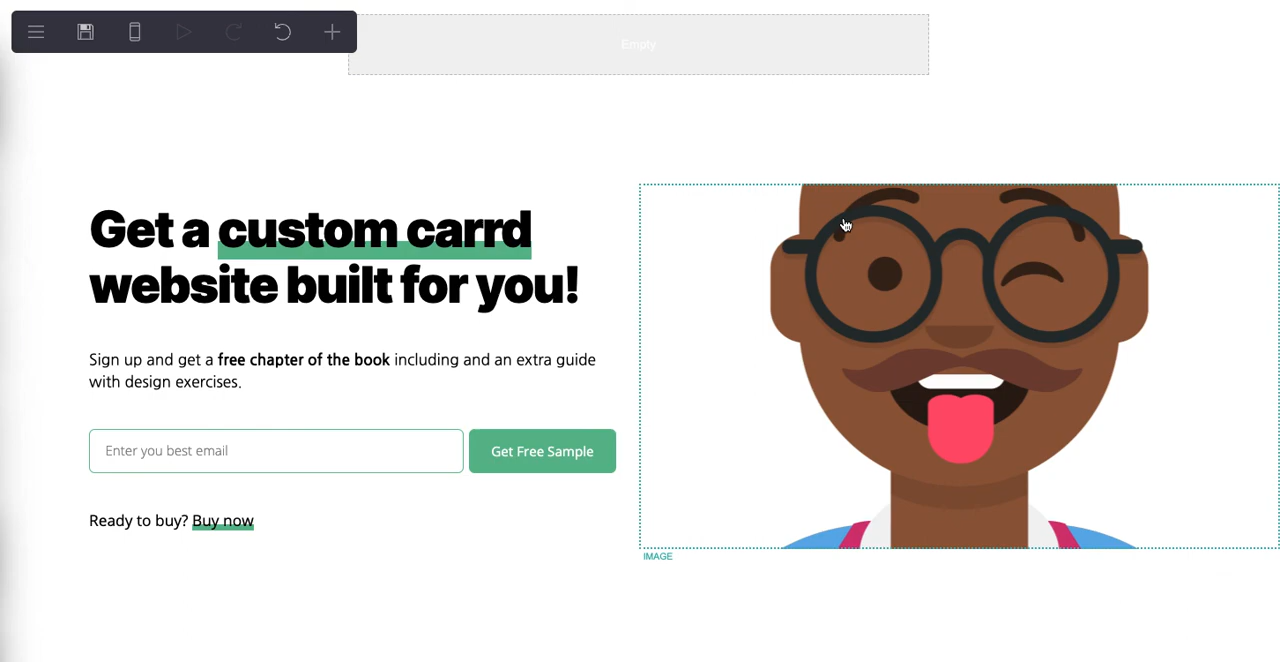 Empty
Get a custom carrd
website built for you!
Sign up and get a free chapter of the book including and an extra guide
with design exercises.
Enter you best email
Get Free Sample
Ready to buy? Buy now
IMAGE